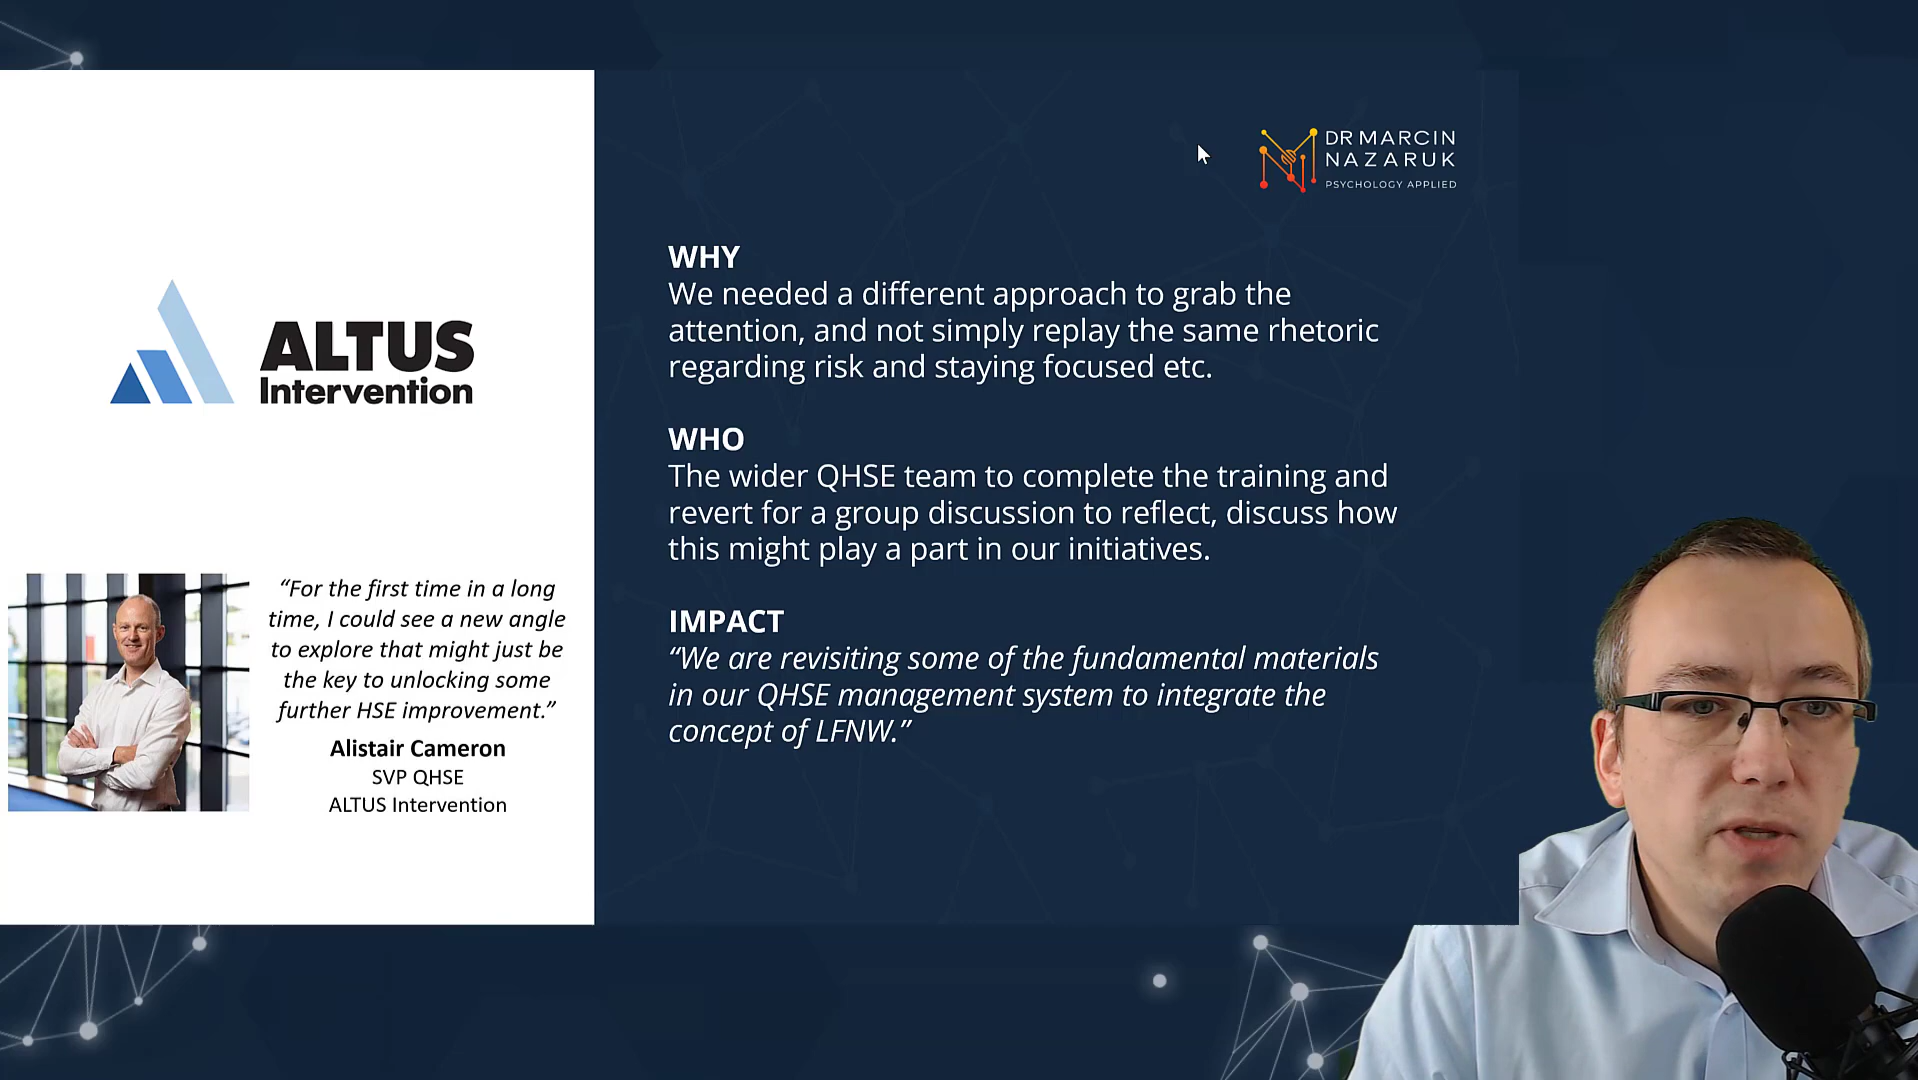 ALTUS
Intervention
“For the first time in a long
time, I could see a new angle
to explore that might just be
the key to unlocking some
further HSE improvement.”
Alistair Cameron
SVP QHSE
ALTUS Intervention
DR MARCIN
NAZARUK
PSYCHOLOGY APPLIED
WHY
We needed a different approach to grab the
attention, and not simply replay the same rhetoric
regarding risk and staying focused etc.
WHO
The wider QHSE team to complete the training and
revert for a group discussion to reflect, discuss how
this might play a part in our initiatives.
IMPACT
“We are revisiting some of the fundamental materials
in our QHSE management system to integrate the
concept of LFNW.”